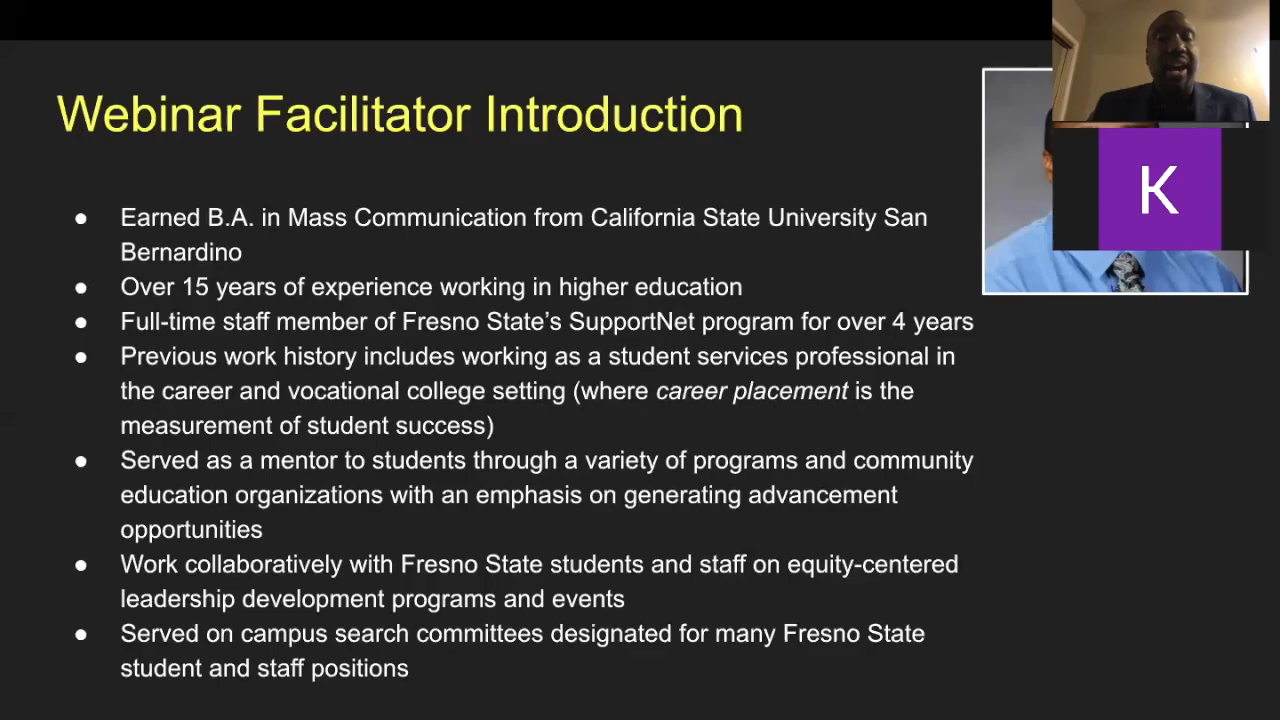 Webinar Facilitator Introduction
● Earned B.A. in Mass Communication from California State University San
Bernardino
● Over 15 years of experience working in higher education
● Full-time staff member of Fresno State’s SupportNet program for over 4 years
● Previous work history includes working as a student services professional in
the career and vocational college setting (where career placement is the
measurement of student success)
● Served as a mentor to students through a variety of programs and community
education organizations with an emphasis on generating advancement
opportunities
● Work collaboratively with Fresno State students and staff on equity-centered
leadership development programs and events
● Served on campus search committees designated for many Fresno State
student and staff positions
K